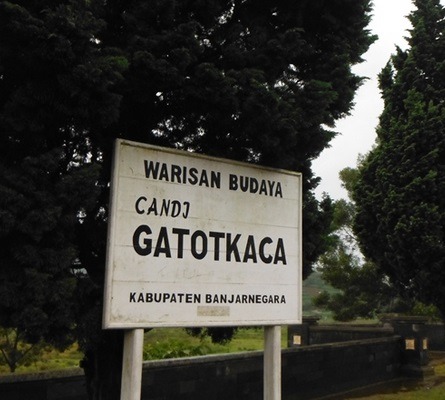 WARISAN BUDAYA
CANDI
GATOTKACA
KABUPATEN BANJARNEGARA